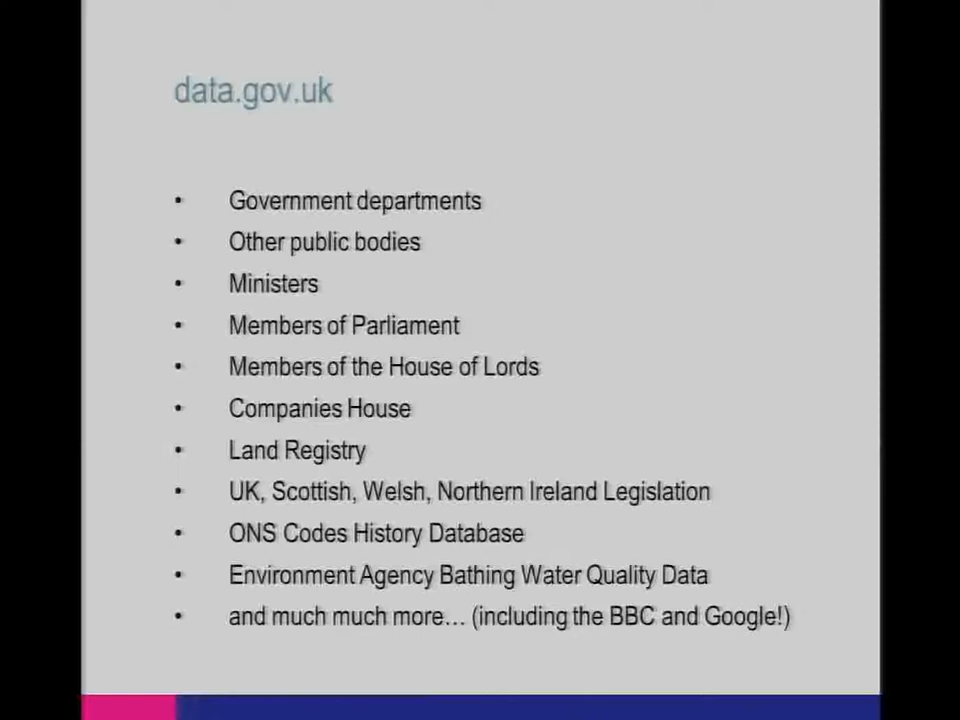 data.gov.uk
• Government departments
• Other public bodies
• Ministers
• Members of Parliament
• Members of the House of Lords
• Companies House
• Land Registry
• UK, Scottish, Welsh, Northern Ireland Legislation
• ONS Codes History Database
• Environment Agency Bathing Water Quality Data
• and much much more… (including the BBC and Google!)